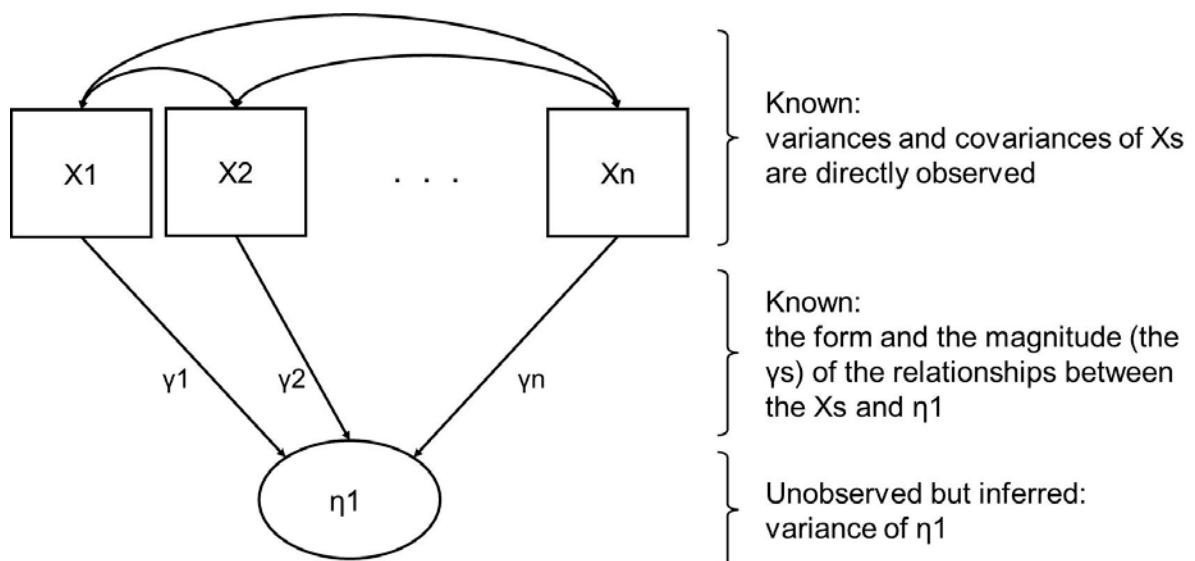 X1
X2
. . .
Xn
Known:
variances and covariances of Xs
are directly observed
γ1
γ2
γn
Known:
the form and the magnitude (the
γs) of the relationships between
the Xs and η1
η1
Unobserved but inferred:
variance of η1